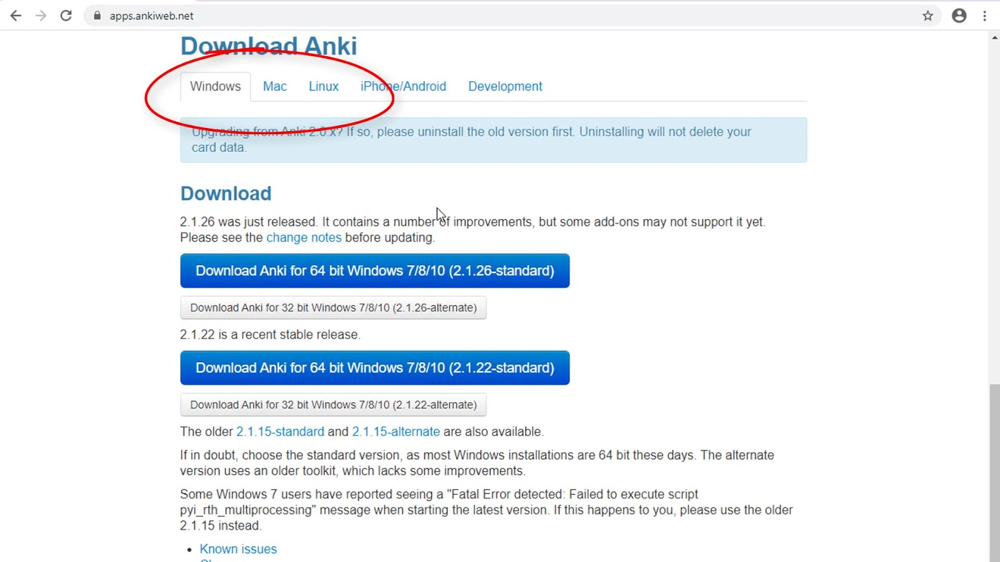 apps.ankiweb.net
Download Anki
Windows Mac Linux iPhone/Android Development
Upgrading from Anki 2.0.x? If so, please uninstall the old version first. Uninstalling will not delete your
card data.
Download
2.1.26 was just released. It contains a number of improvements, but some add-ons may not support it yet.
Please see the change notes before updating.
Download Anki for 64 bit Windows 7/8/10 (2.1.26-standard)
Download Anki for 32 bit Windows 7/8/10 (2.1.26-alternate)
2.1.22 is a recent stable release.
Download Anki for 64 bit Windows 7/8/10 (2.1.22-standard)
Download Anki for 32 bit Windows 7/8/10 (2.1.22-alternate)
The older 2.1.15-standard and 2.1.15-alternate are also available.
If in doubt, choose the standard version, as most Windows installations are 64 bit these days. The alternate
version uses an older toolkit, which lacks some improvements.
Some Windows 7 users have reported seeing a "Fatal Error detected: Failed to execute script
pyi_rth_multiprocessing" message when starting the latest version. If this happens to you, please use the older
2.1.15 instead.
• Known issues